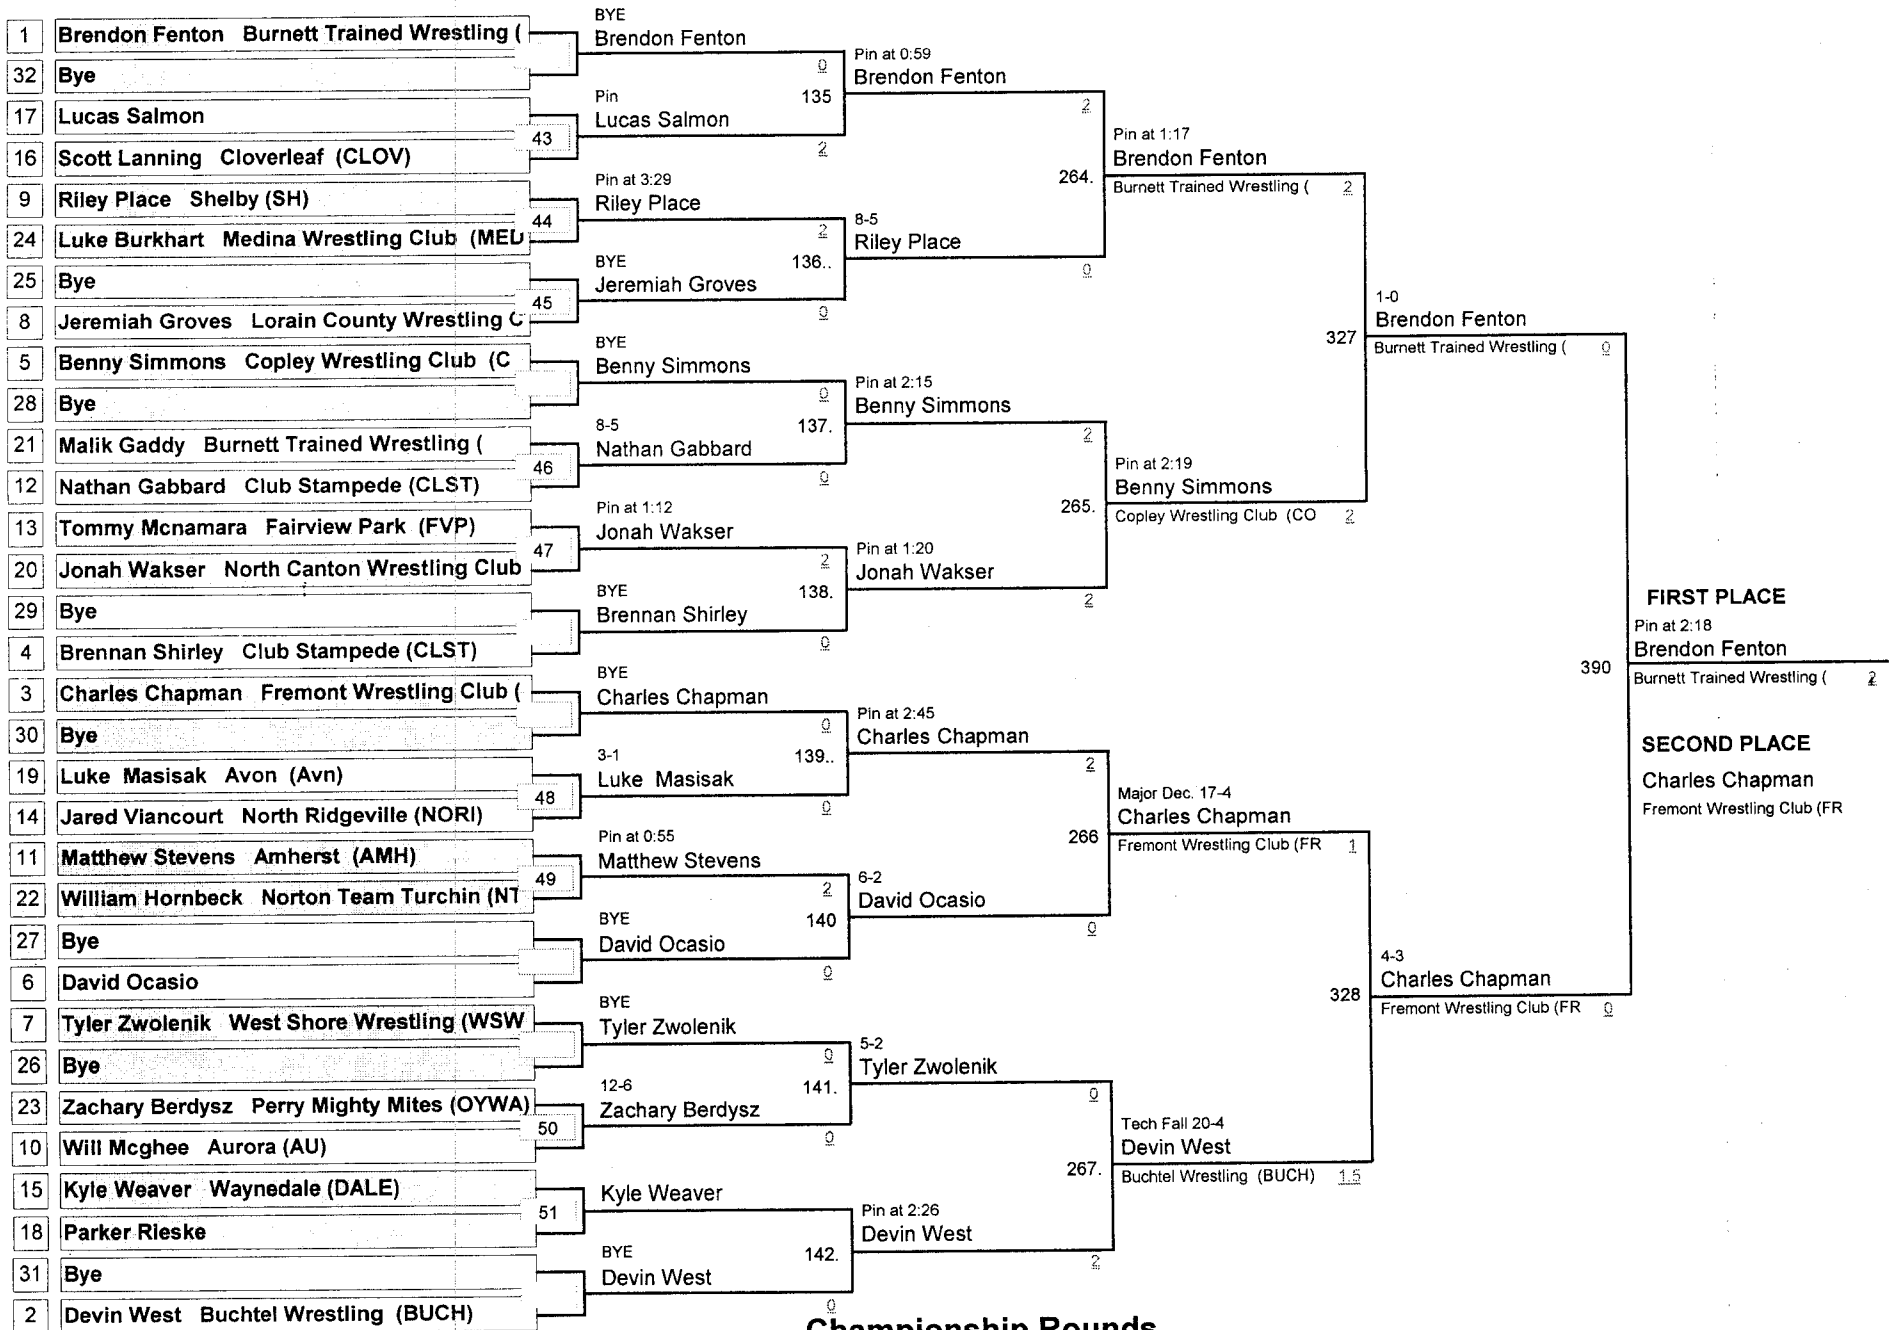 1 Brendon Fenton Burnett Trained Wrestling (
32 Bye
17 Lucas Salmon
16 Scott Lanning Cloverleaf (CLOV)
9 Riley Place Shelby (SH)
24 Luke Burkhart Medina Wrestling Club (MED
25 Bye
8 Jeremiah Groves Lorain County Wrestling C
5 Benny Simmons Copley Wrestling Club (C
28 Bye
21 Malik Gaddy Burnett Trained Wrestling (
12 Nathan Gabbard Club Stampede (CLST)
13 Tommy Mcnamara Fairview Park (FVP)
20 Jonah Wakser North Canton Wrestling Club
29 Bye
4 Brennan Shirley Club Stampede (CLST)
3 Charles Chapman Fremont Wrestling Club (
30 Bye
19 Luke Masisak Avon (Avn)
14 Jared Viancourt North Ridgeville (NORI)
11 Matthew Stevens Amherst (AMH)
22 William Hornbeck Norton Team Turchin (NT
27 Bye
6 David Ocasio
7 Tyler Zwolenik West Shore Wrestling (WSW
26 Bye
23 Zachary Berdysz Perry Mighty Mites (OYWA)
10 Will Mcghee Aurora (AU)
15 Kyle Weaver Waynedale (DALE)
18 Parker Rieske
31 Bye
2 Devin West Buchtel Wrestling (BUCH)
43
44
45
46
47
48
49
50
51
BYE
Brendon Fenton
0
135
Pin
Lucas Salmon
2
Pin at 3:29
Riley Place
2
136..
BYE
Jeremiah Groves
0
BYE
Benny Simmons
0
137.
8-5
Nathan Gabbard
0
Pin at 1:12
Jonah Wakser
2
138.
BYE
Brennan Shirley
0
BYE
Charles Chapman
0
139..
3-1
Luke Masisak
0
Pin at 0:55
Matthew Stevens
2
140
BYE
David Ocasio
0
BYE
Tyler Zwolenik
0
141.
12-6
Zachary Berdysz
0
Kyle Weaver
142.
BYE
Devin West
0
Pin at 0:59
Brendon Fenton
2
264.
8-5
Riley Place
0
Pin at 2:15
Benny Simmons
2
265.
Pin at 1:20
Jonah Wakser
2
Pin at 2:45
Charles Chapman
2
266
6-2
David Ocasio
0
5-2
Tyler Zwolenik
0
267.
Pin at 2:26
Devin West
2
Pin at 1:17
Brendon Fenton
Burnett Trained Wrestling ( 2
327
Pin at 2:19
Benny Simmons
Copley Wrestling Club (CO 2
Major Dec. 17-4
Charles Chapman
Fremont Wrestling Club (FR 1
328
Tech Fall 20-4
Devin West
Buchtel Wrestling (BUCH) 1.5
1-0
Brendon Fenton
Burnett Trained Wrestling ( 0
390
4-3
Charles Chapman
Fremont Wrestling Club (FR 0
FIRST PLACE
Pin at 2:18
Brendon Fenton
Burnett Trained Wrestling ( 2
SECOND PLACE
Charles Chapman
Fremont Wrestling Club (FR
Championship Rounds